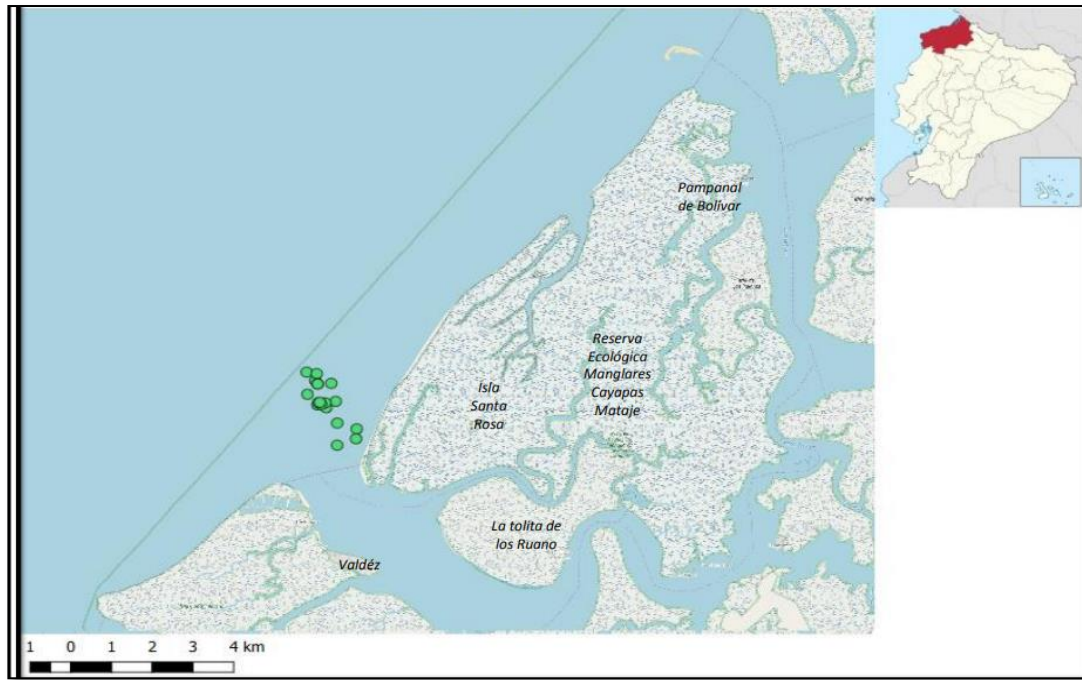 Pampanal
de Bolívar
Reserva
Ecológica
Manglares
Cayapas
Mataje
Isla
Santa
Rosa
La tolita de
los Ruano
Valdéz
1 0 1 2 3 4 km